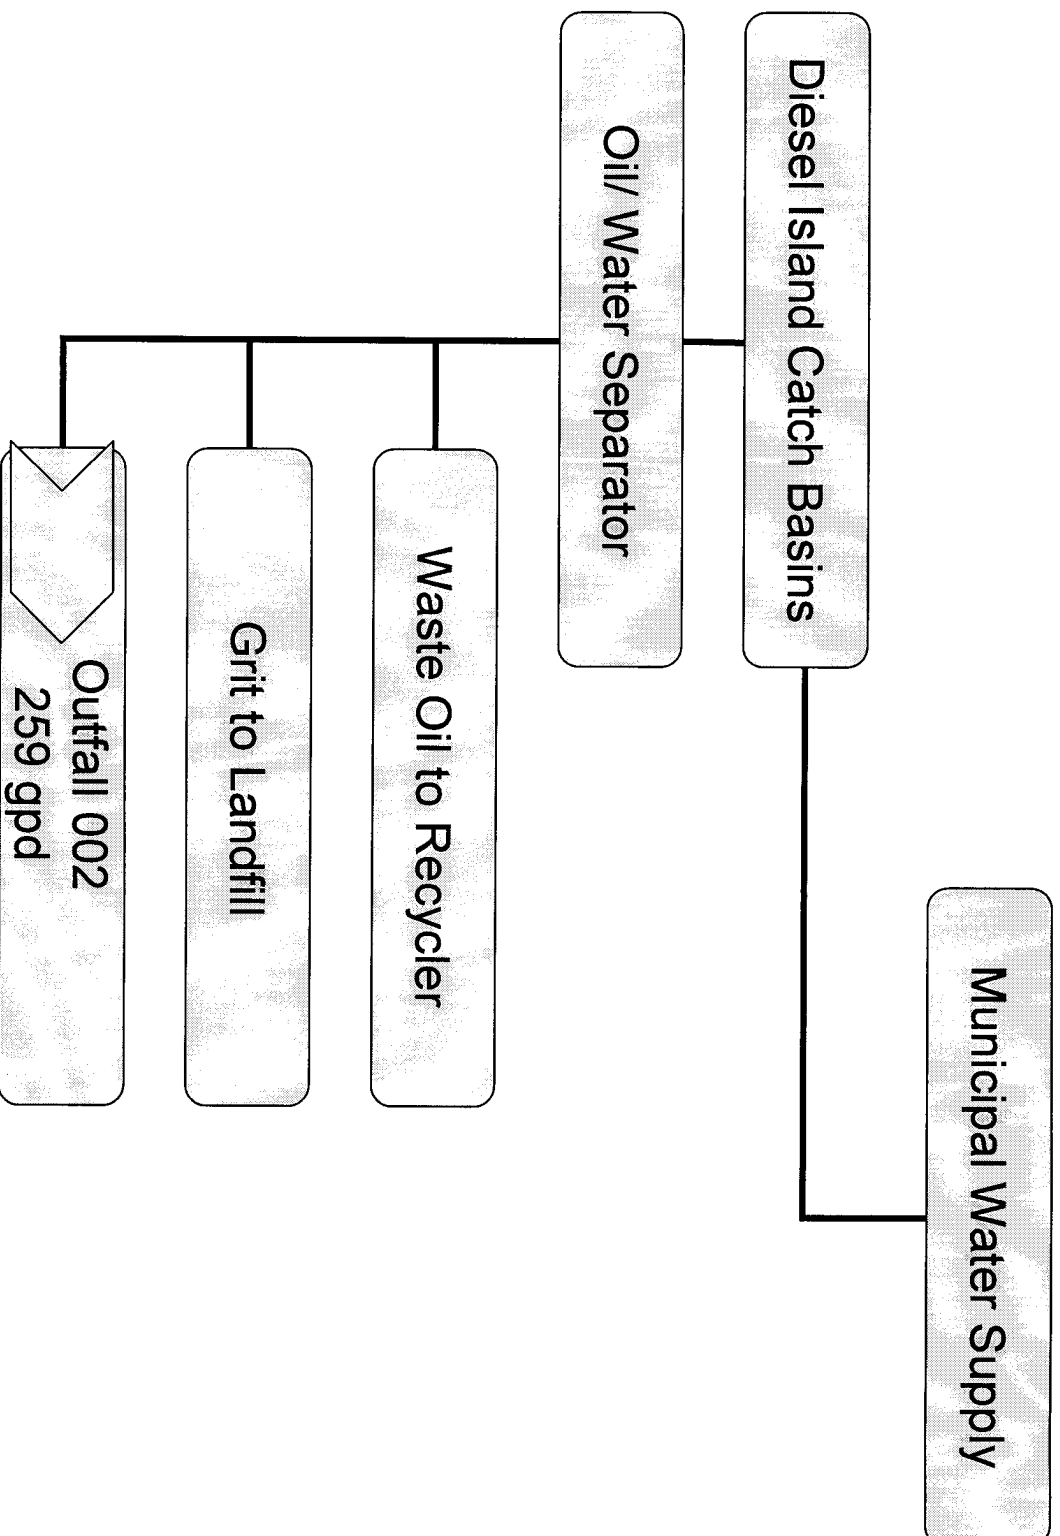 Municipal Water Supply
Diesel Island Catch Basins
Oil/ Water Separator
Waste Oil to Recycler
Grit to Landfill
Outfall 002
259 gpd